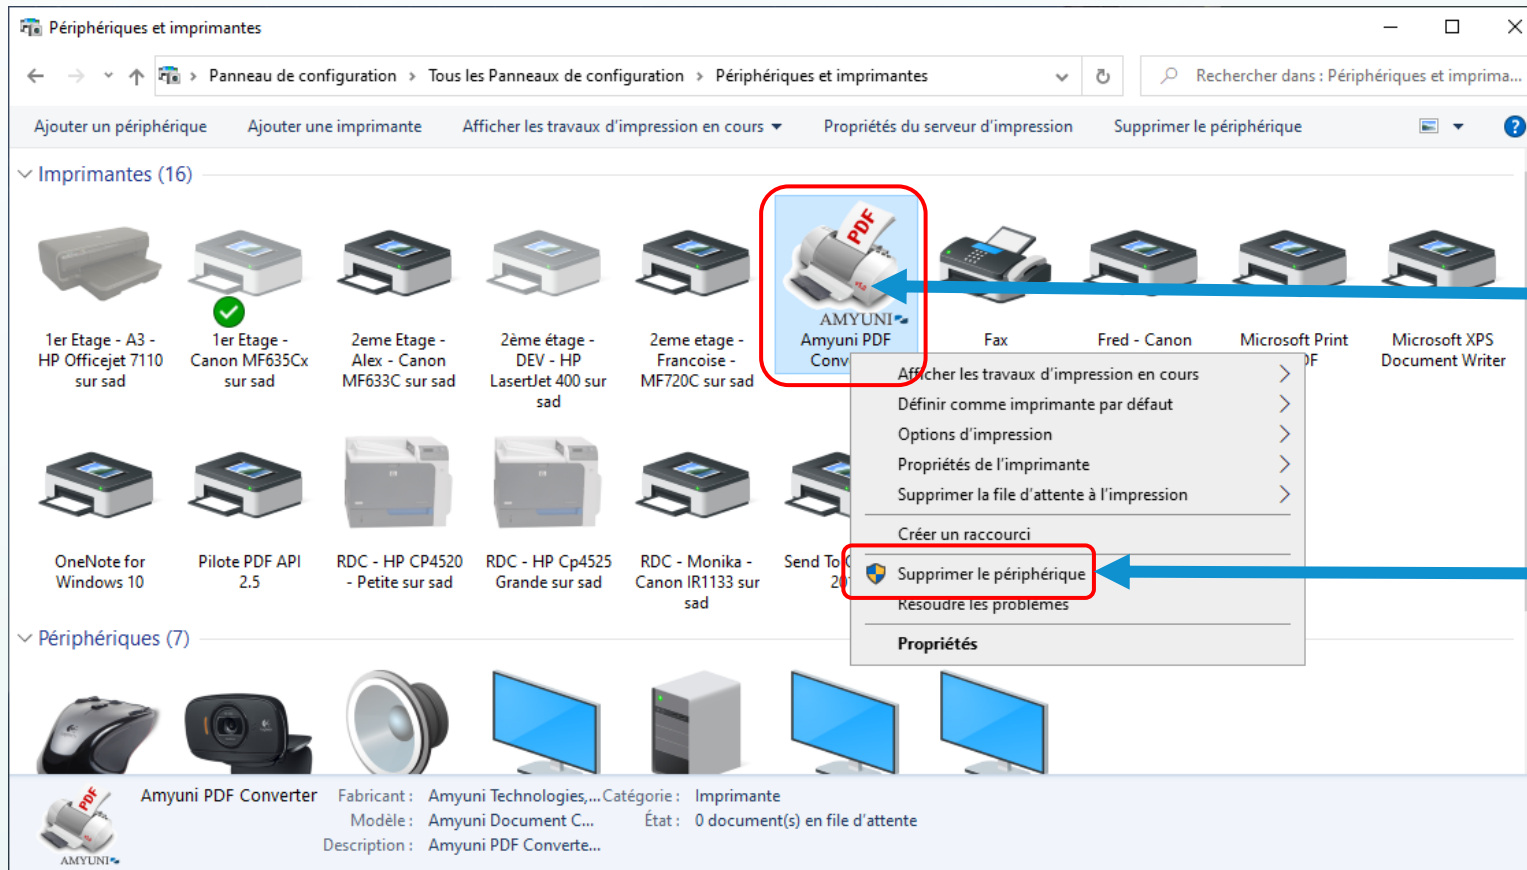 Périphériques et imprimantes
Panneau de configuration > Tous les Panneaux de configuration > Périphériques et imprimantes
Rechercher dans : Périphériques et imprima...
Ajouter un périphérique
Ajouter une imprimante
Afficher les travaux d'impression en cours
Propriétés du serveur d'impression
Supprimer le périphérique
?
Imprimantes (16)
PDF
v5.0
AMYUNI
1er Etage - A3 -
HP Officejet 7110
sur sad
1er Etage -
Canon MF635Cx
sur sad
2eme Etage -
Alex - Canon
MF633C sur sad
2ème étage -
DEV - HP
LasertJet 400 sur
sad
2eme etage -
Francoise -
MF720C sur sad
Amyuni PDF
Conv
Fax
Fred - Canon
Microsoft Print
DF
Microsoft XPS
Document Writer
Afficher les travaux d'impression en cours
Définir comme imprimante par défaut
Options d'impression
Propriétés de l'imprimante
Supprimer la file d'attente à l'impression
Créer un raccourci
Supprimer le périphérique
Résoudre les problèmes
Propriétés
OneNote for
Windows 10
Pilote PDF API
2.5
RDC - HP CP4520
- Petite sur sad
RDC - HP Cp4525
Grande sur sad
RDC - Monika -
Canon IR1133 sur
sad
Send To
20
Périphériques (7)
PDF
AMYUNI
Amyuni PDF Converter
Fabricant : Amyuni Technologies,...
Modèle : Amyuni Document C...
Description : Amyuni PDF Converte...
Catégorie : Imprimante
État : 0 document(s) en file d'attente